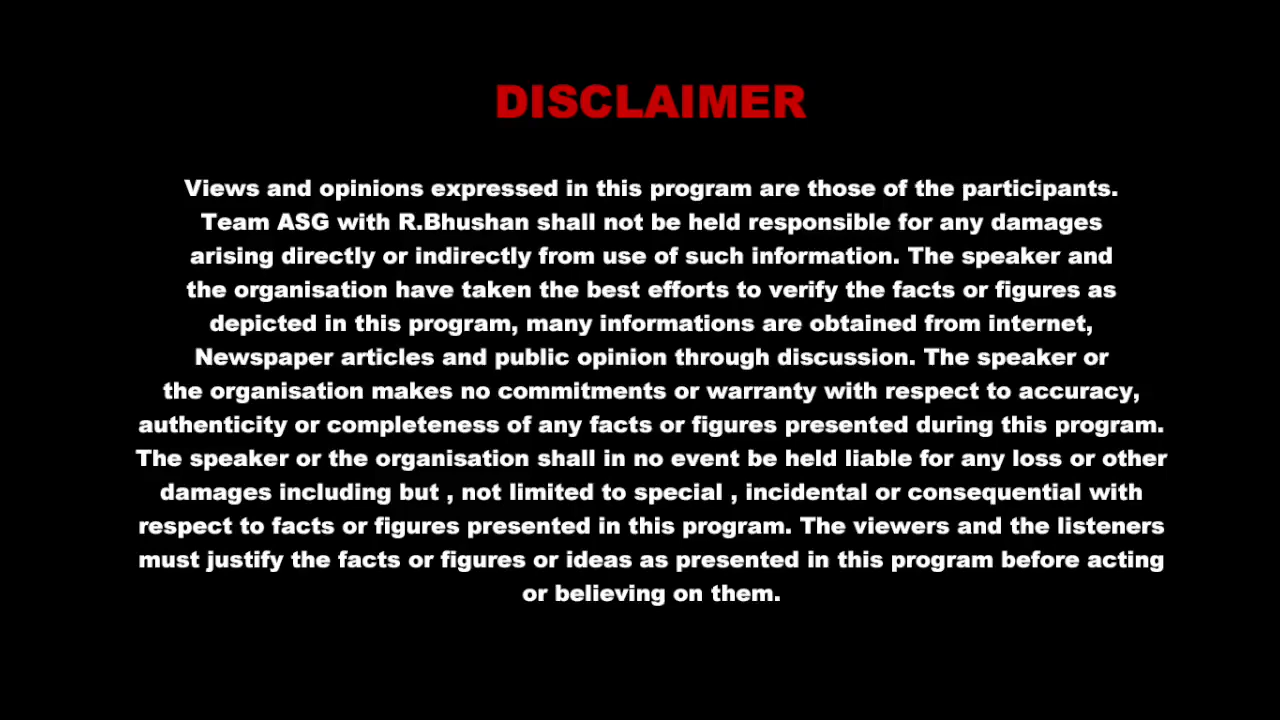 DISCLAIMER
Views and opinions expressed in this program are those of the participants.
Team ASG with R.Bhushan shall not be held responsible for any damages
arising directly or indirectly from use of such information. The speaker and
the organisation have taken the best efforts to verify the facts or figures as
depicted in this program, many informations are obtained from internet,
Newspaper articles and public opinion through discussion. The speaker or
the organisation makes no commitments or warranty with respect to accuracy,
authenticity or completeness of any facts or figures presented during this program.
The speaker or the organisation shall in no event be held liable for any loss or other
damages including but , not limited to special , incidental or consequential with
respect to facts or figures presented in this program. The viewers and the listeners
must justify the facts or figures or ideas as presented in this program before acting
or believing on them.